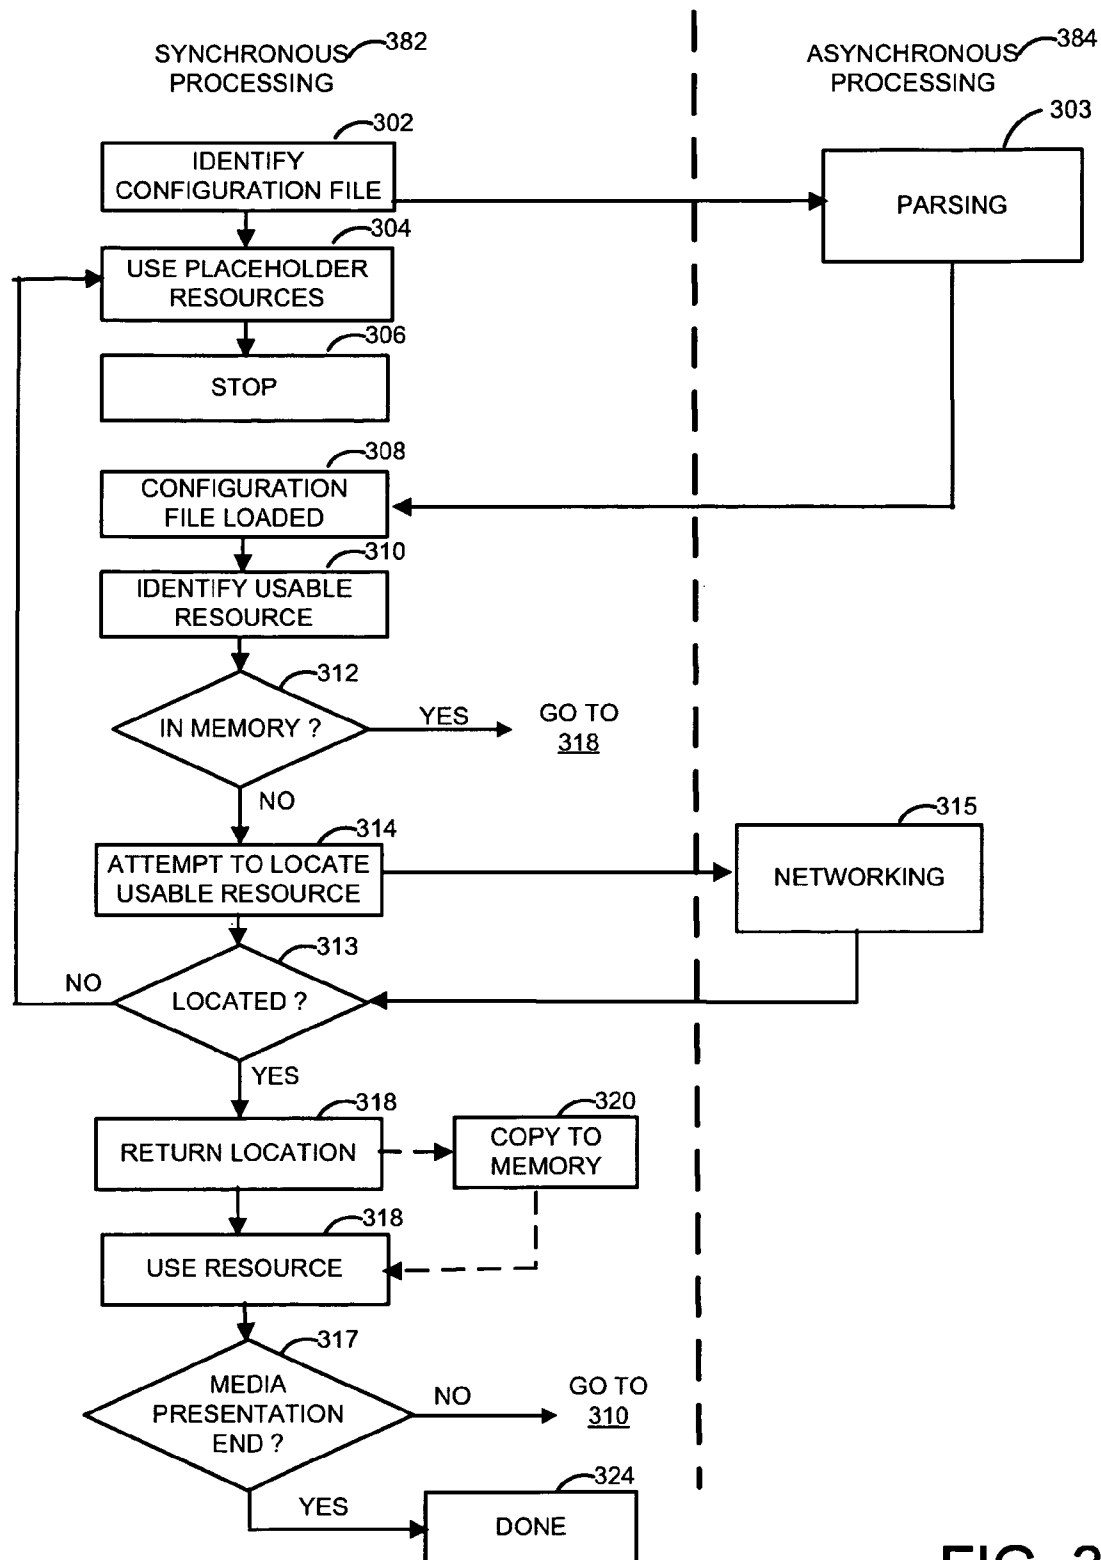 SYNCHRONOUS 382
PROCESSING
ASYNCHRONOUS 384
PROCESSING
302
IDENTIFY
CONFIGURATION FILE
303
PARSING
304
USE PLACEHOLDER
RESOURCES
306
STOP
308
CONFIGURATION
FILE LOADED
310
IDENTIFY USABLE
RESOURCE
312
IN MEMORY ?
YES
GO TO
318
NO
314
ATTEMPT TO LOCATE
USABLE RESOURCE
315
NETWORKING
313
LOCATED ?
NO
YES
318
RETURN LOCATION
320
COPY TO
MEMORY
318
USE RESOURCE
317
MEDIA
PRESENTATION
END ?
NO
GO TO
310
YES
324
DONE
FIG. 3